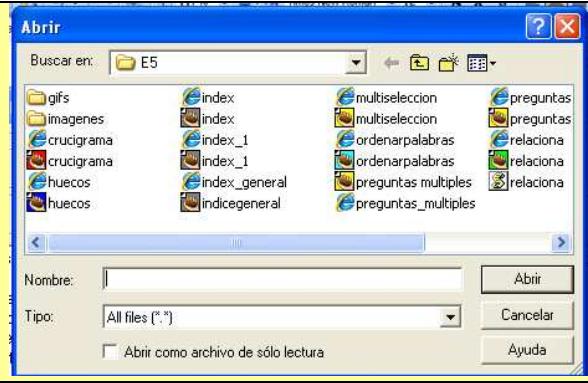 Abrir
Buscar en: E5
gifs index multiseleccion preguntas
imagenes index multiseleccion preguntas
crucigrama index_1 ordenarpalabras relaciona
crucigrama index_1 ordenarpalabras relaciona
huecos index_general preguntas multiples relaciona
huecos indicegeneral preguntas_multiples
Nombre: Abrir
Tipo: All files (*.*) Cancelar
Abrir como archivo de sólo lectura Ayuda